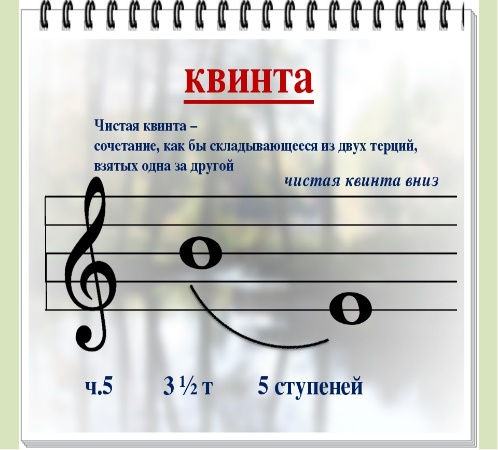 квинта
Чистая квинта –
сочетание, как бы складывающееся из двух терций,
взятых одна за другой
чистая квинта вниз
ч.5 3 ½ т 5 ступеней